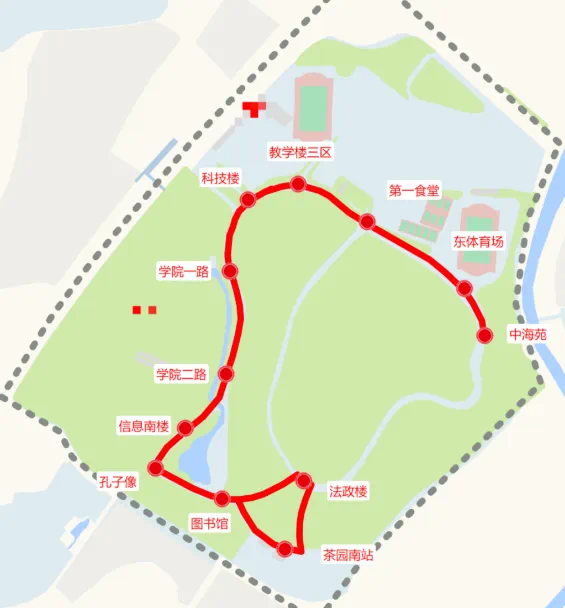 教学楼三区
科技楼
第一食堂
东体育场
学院一路
中海苑
学院二路
信息南楼
孔子像
法政楼
图书馆
茶园南站